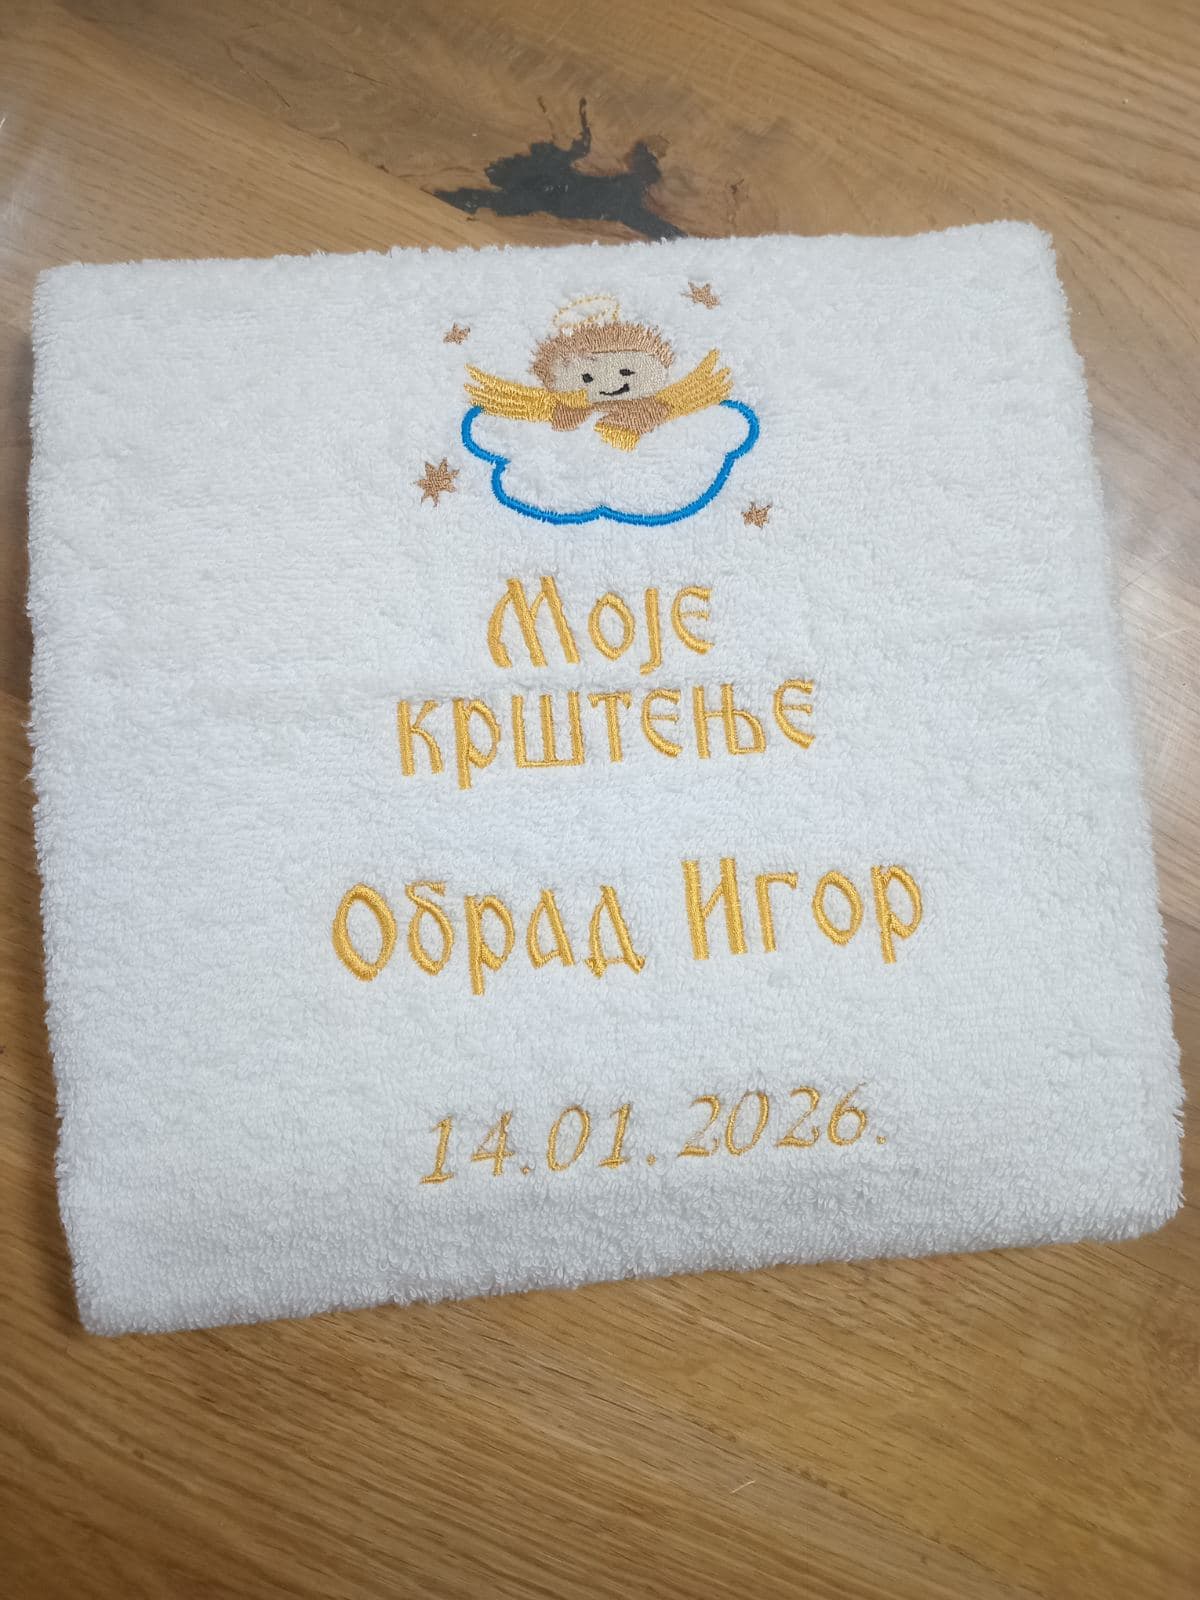 Моје
крштење
Обрад Игор
14.01.2026.